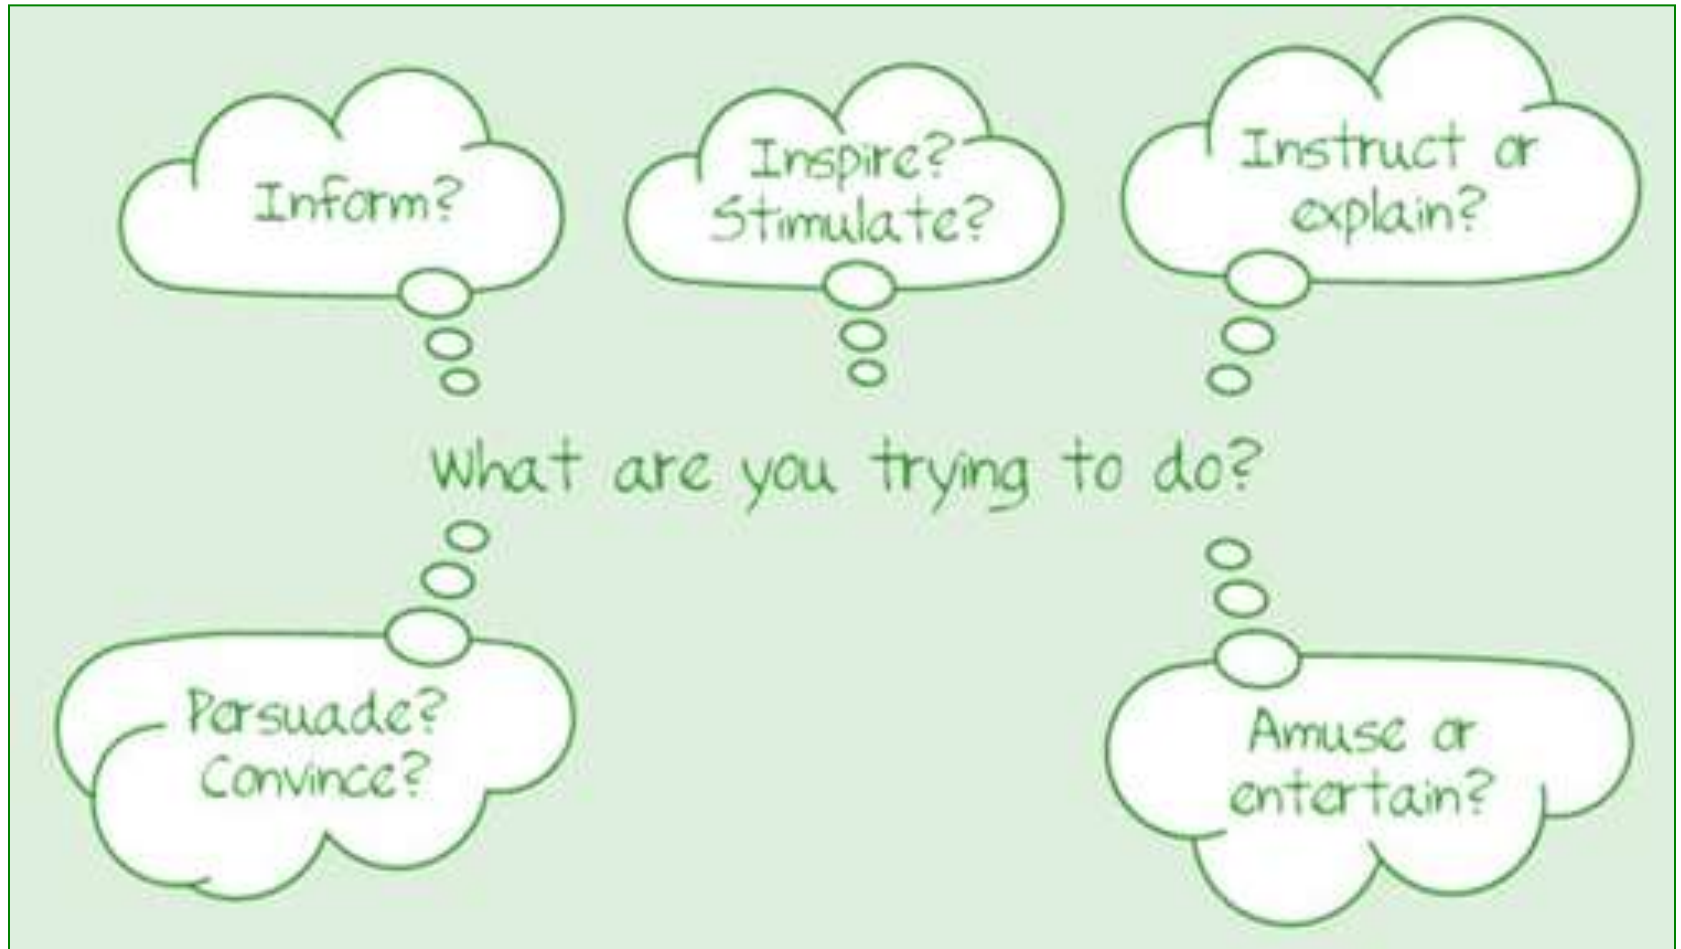 Inform?
Inspire?
Stimulate?
Instruct or
explain?
What are you trying to do?
Persuade?
Convince?
Amuse or
entertain?